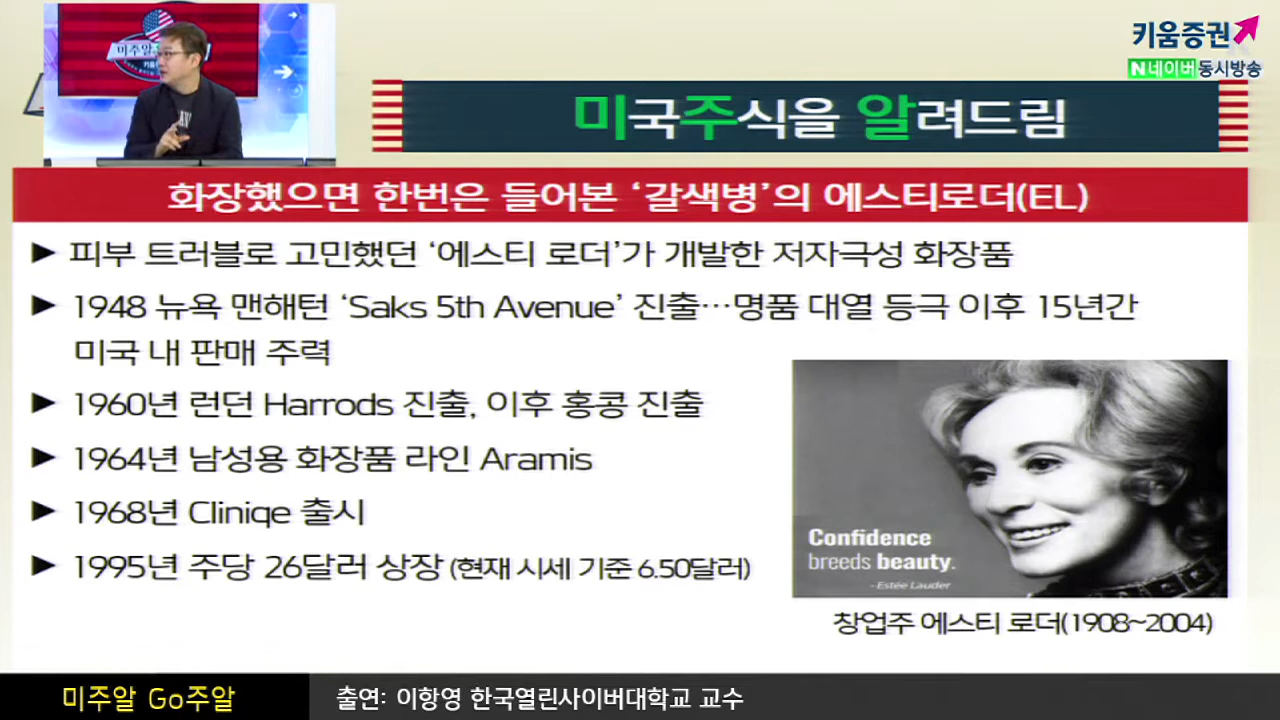 키움증권
N 네이버 동시방송
미국주식을 알려드림
화장했으면 한번은 들어본 ‘갈색병’의 에스티로더(EL)
▶ 피부 트러블로 고민했던 ‘에스티 로더’가 개발한 저자극성 화장품
▶ 1948 뉴욕 맨해턴 ‘Saks 5th Avenue’ 진출…명품 대열 등극 이후 15년간
미국 내 판매 주력
▶ 1960년 런던 Harrods 진출, 이후 홍콩 진출
▶ 1964년 남성용 화장품 라인 Aramis
▶ 1968년 Cliniqe 출시
▶ 1995년 주당 26달러 상장 (현재 시세 기준 6.50달러)
Confidence
breeds beauty.
- Estée Lauder
창업주 에스티 로더(1908~2004)
미주알 Go주알
출연: 이항영 한국열린사이버대학교 교수